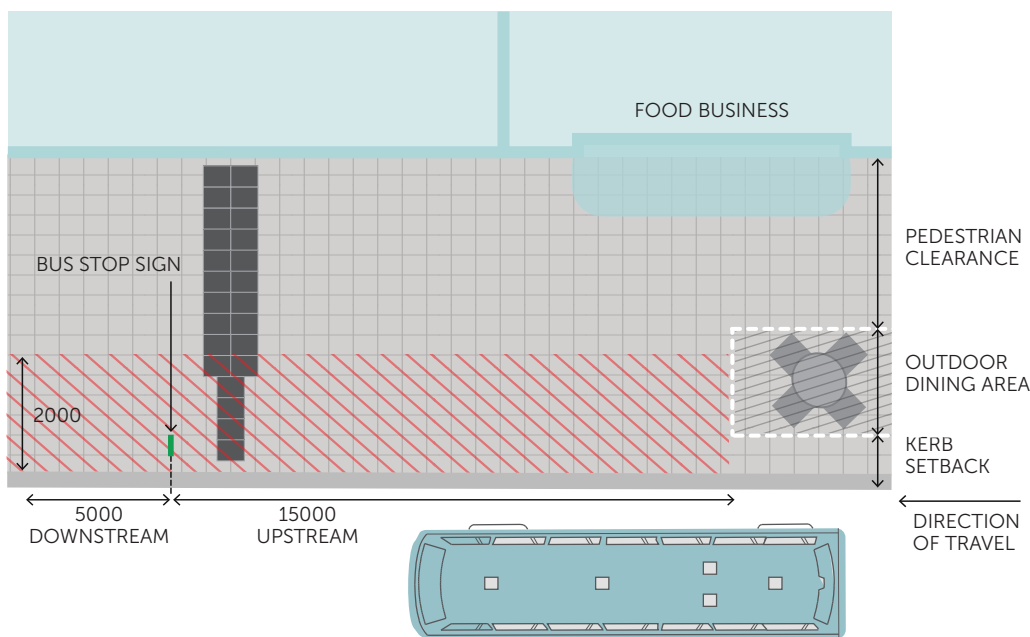 FOOD BUSINESS
BUS STOP SIGN
PEDESTRIAN
CLEARANCE
OUTDOOR
DINING AREA
2000
KERB
SETBACK
5000
DOWNSTREAM
15000
UPSTREAM
DIRECTION
OF TRAVEL